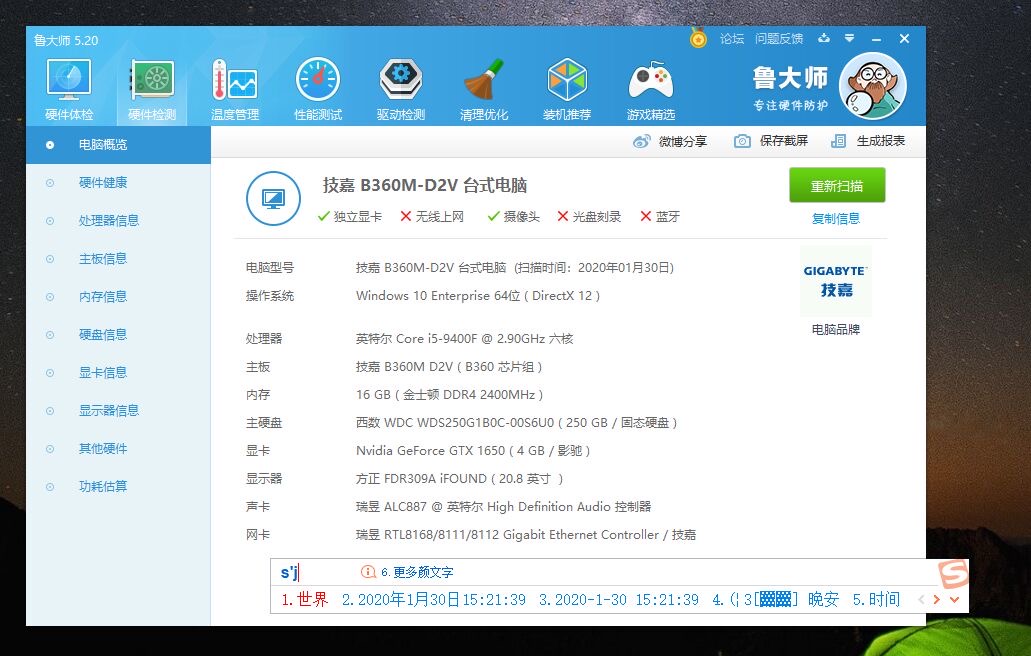 鲁大师 5.20
论坛 问题反馈
硬件体检 硬件检测 温度管理 性能测试 驱动检测 清理优化 装机推荐 游戏精选
鲁大师
专注硬件防护
电脑概览
硬件健康
处理器信息
主板信息
内存信息
硬盘信息
显卡信息
显示器信息
其他硬件
功耗估算
微博分享 保存截屏 生成报表
技嘉 B360M-D2V 台式电脑
独立显卡 无线上网 摄像头 光盘刻录 蓝牙
重新扫描
复制信息
GIGABYTE
技嘉
电脑品牌
电脑型号 技嘉 B360M-D2V 台式电脑 (扫描时间：2020年01月30日)
操作系统 Windows 10 Enterprise 64位 ( DirectX 12 )
处理器 英特尔 Core i5-9400F @ 2.90GHz 六核
主板 技嘉 B360M D2V ( B360 芯片组 )
内存 16 GB ( 金士顿 DDR4 2400MHz )
主硬盘 西数 WDC WDS250G1B0C-00S6U0 ( 250 GB / 固态硬盘 )
显卡 Nvidia GeForce GTX 1650 ( 4 GB / 影驰 )
显示器 方正 FDR309A iFOUND ( 20.8 英寸 )
声卡 瑞昱 ALC887 @ 英特尔 High Definition Audio 控制器
网卡 瑞昱 RTL8168/8111/8112 Gigabit Ethernet Controller / 技嘉
s'j 6.更多颜文字
1.世界 2.2020年1月30日15:21:39 3.2020-1-30 15:21:39 4.(¦3[▓▓] 晚安 5.时间